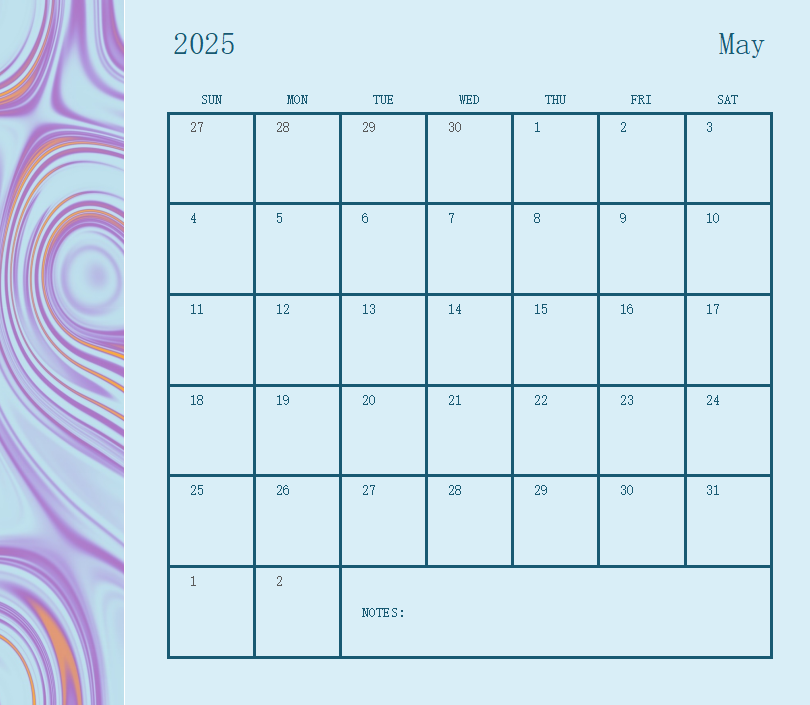 2025 May
SUN MON TUE WED THU FRI SAT
27 28 29 30 1 2 3
4 5 6 7 8 9 10
11 12 13 14 15 16 17
18 19 20 21 22 23 24
25 26 27 28 29 30 31
1 2
NOTES: